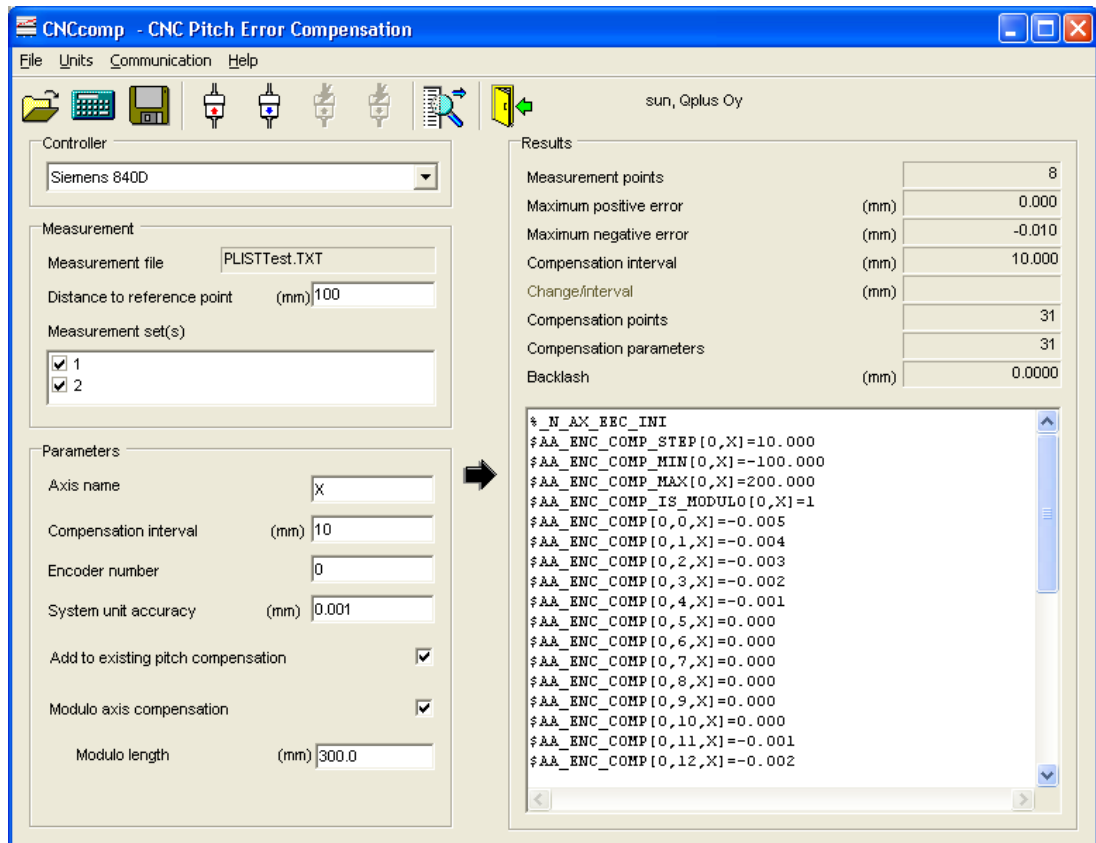 CNCcomp - CNC Pitch Error Compensation
File Units Communication Help
sun, Qplus Oy
Controller
Siemens 840D
Measurement
Measurement file PLISTTest.TXT
Distance to reference point (mm) 100
Measurement set(s)
1
2
Parameters
Axis name X
Compensation interval (mm) 10
Encoder number 0
System unit accuracy (mm) 0.001
Add to existing pitch compensation
Modulo axis compensation
Modulo length (mm) 300.0
Results
Measurement points 8
Maximum positive error (mm) 0.000
Maximum negative error (mm) -0.010
Compensation interval (mm) 10.000
Change/interval (mm)
Compensation points 31
Compensation parameters 31
Backlash (mm) 0.0000
%_N_AX_EEC_INI
$AA_ENC_COMP_STEP[0,X]=10.000
$AA_ENC_COMP_MIN[0,X]=-100.000
$AA_ENC_COMP_MAX[0,X]=200.000
$AA_ENC_COMP_IS_MODULO[0,X]=1
$AA_ENC_COMP[0,0,X]=-0.005
$AA_ENC_COMP[0,1,X]=-0.004
$AA_ENC_COMP[0,2,X]=-0.003
$AA_ENC_COMP[0,3,X]=-0.002
$AA_ENC_COMP[0,4,X]=-0.001
$AA_ENC_COMP[0,5,X]=0.000
$AA_ENC_COMP[0,6,X]=0.000
$AA_ENC_COMP[0,7,X]=0.000
$AA_ENC_COMP[0,8,X]=0.000
$AA_ENC_COMP[0,9,X]=0.000
$AA_ENC_COMP[0,10,X]=0.000
$AA_ENC_COMP[0,11,X]=-0.001
$AA_ENC_COMP[0,12,X]=-0.002